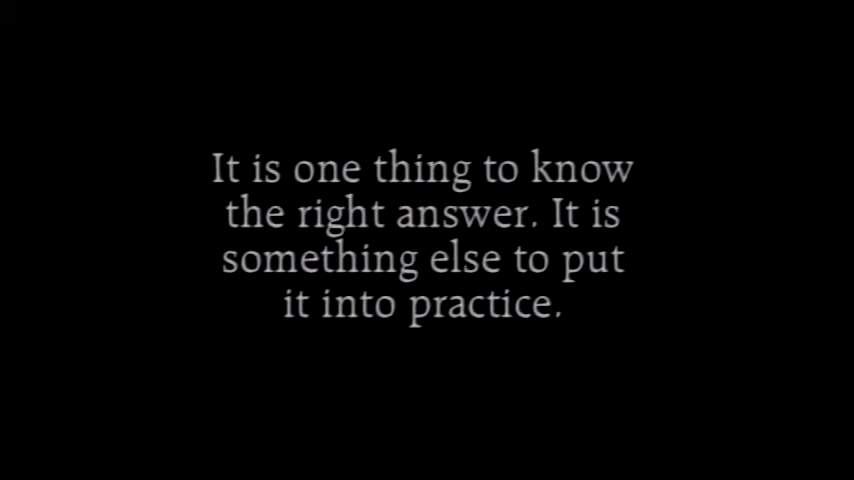 It is one thing to know
the right answer. It is
something else to put
it into practice.